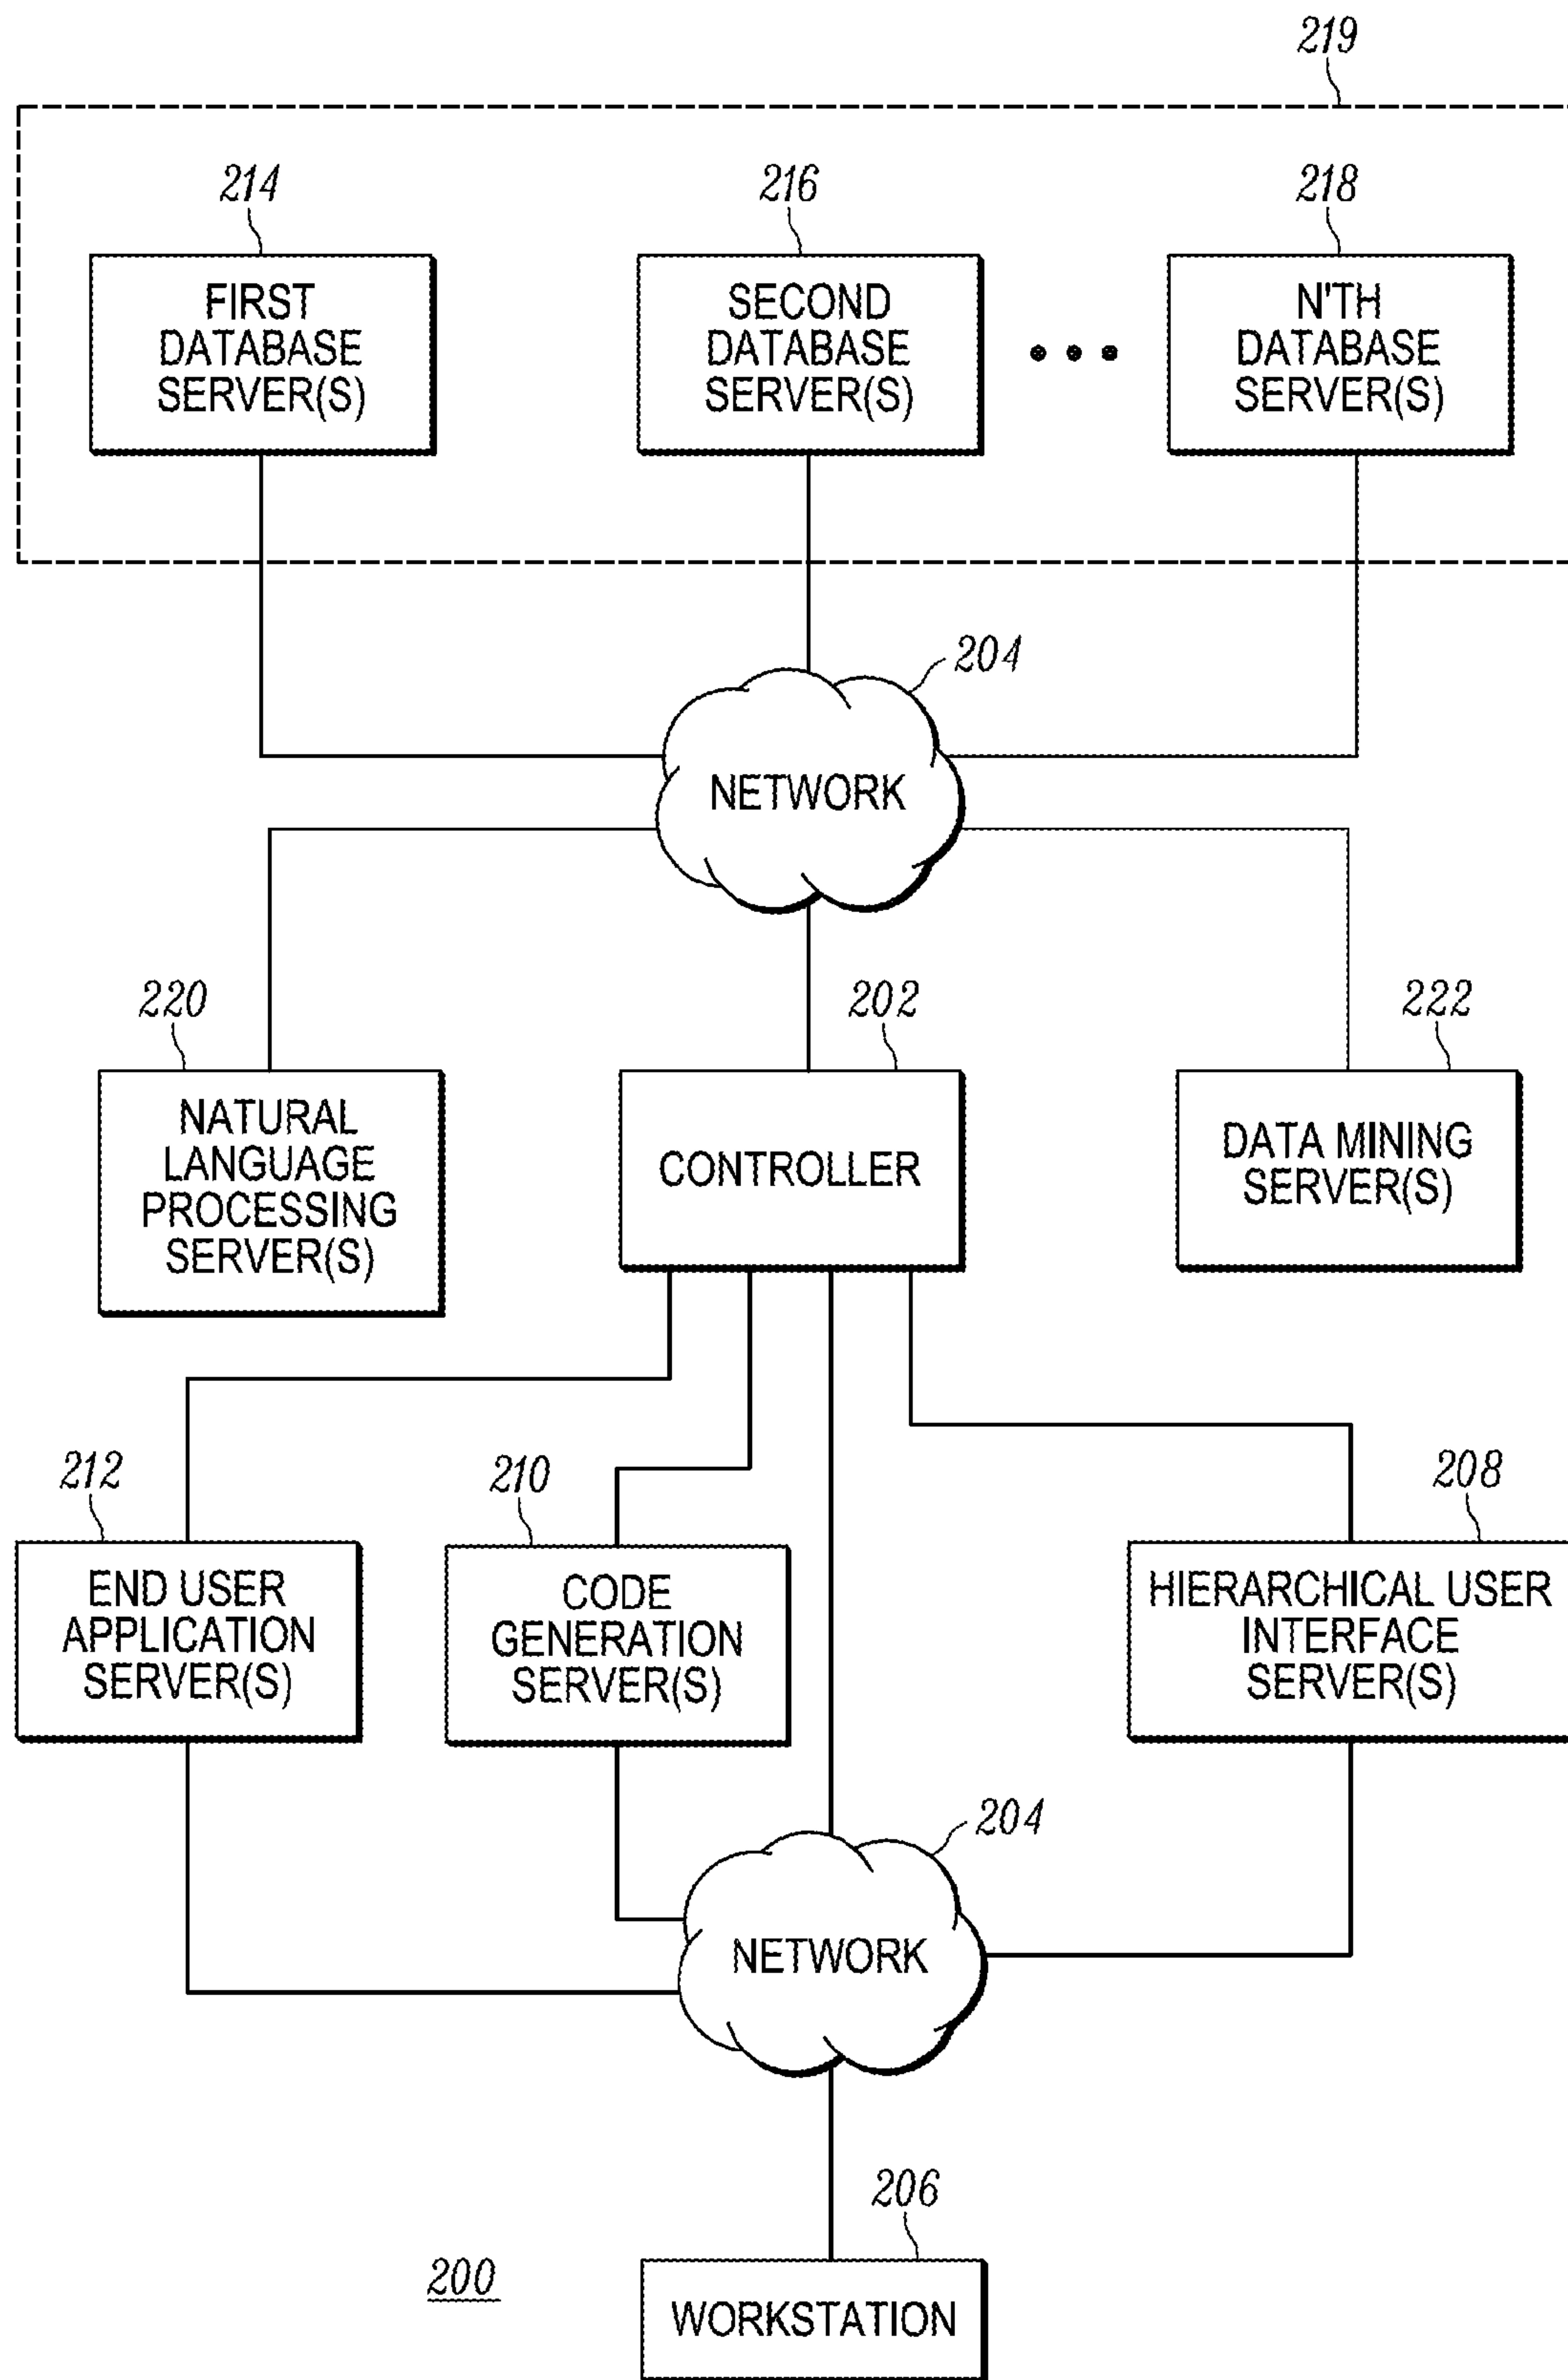 219
214
216
218
FIRST
DATABASE
SERVER(S)
SECOND
DATABASE
SERVER(S)
N'TH
DATABASE
SERVER(S)
204
NETWORK
220
202
222
NATURAL
LANGUAGE
PROCESSING
SERVER(S)
CONTROLLER
DATA MINING
SERVER(S)
212
210
208
END USER
APPLICATION
SERVER(S)
CODE
GENERATION
SERVER(S)
HIERARCHICAL USER
INTERFACE
SERVER(S)
204
NETWORK
206
200
WORKSTATION